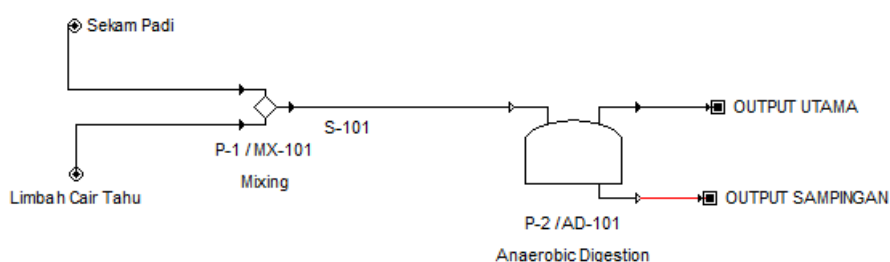 Sekam Padi
OUTPUT UTAMA
S-101
P-1 / MX-101
Mixing
Limbah Cair Tahu
OUTPUT SAMPINGAN
P-2 / AD-101
Anaerobic Digestion